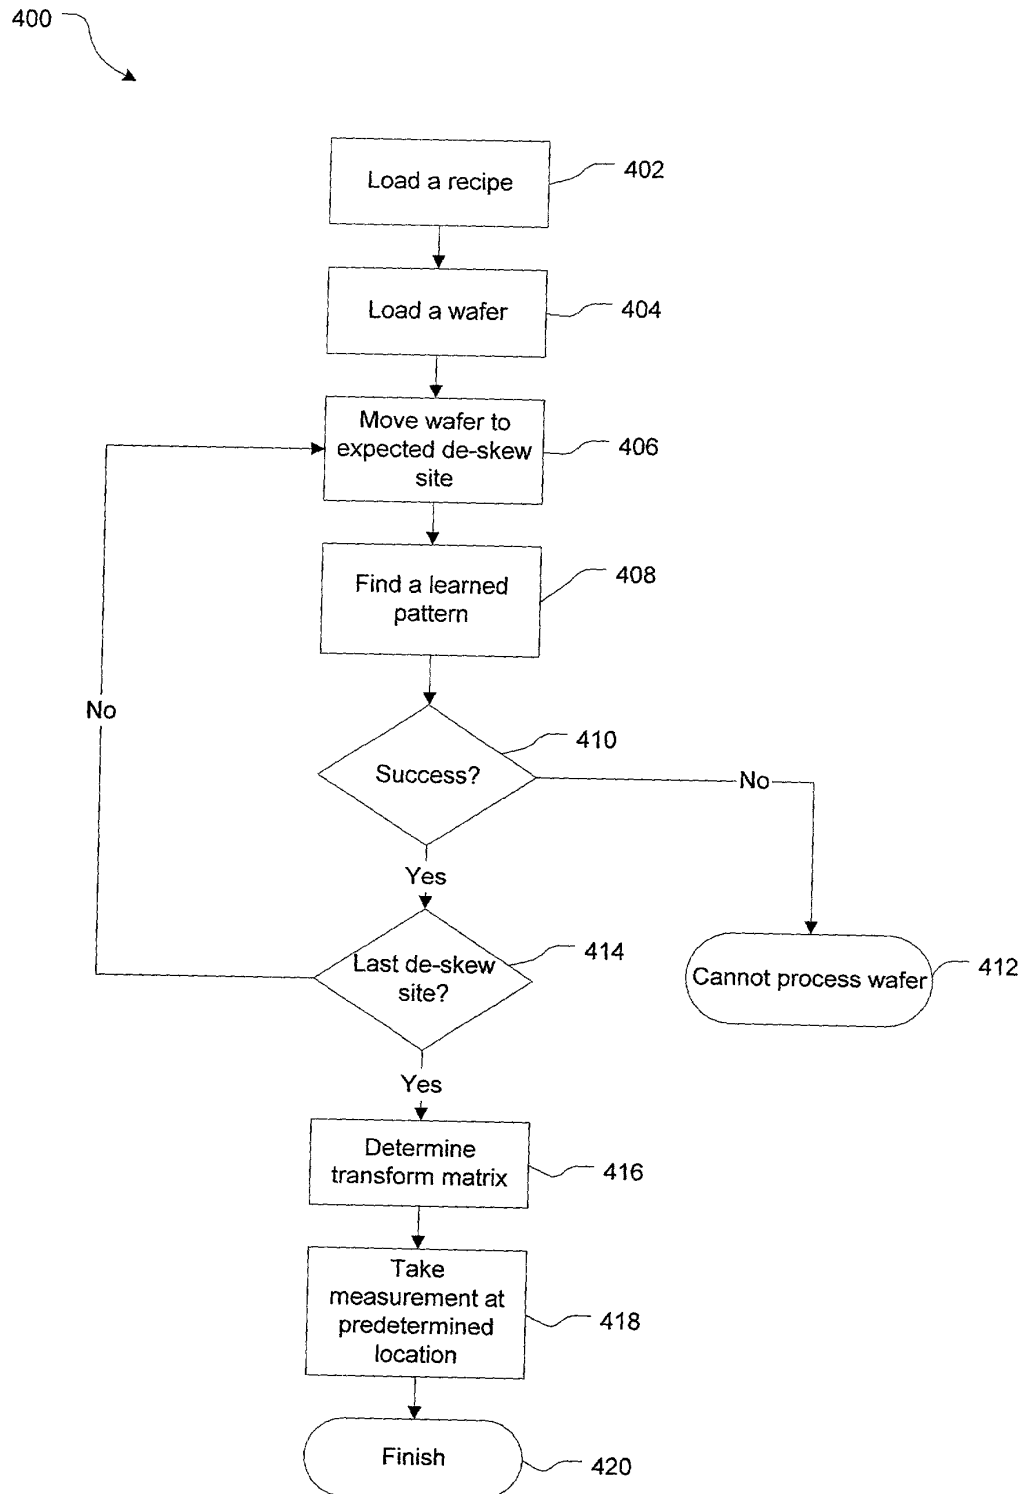 400
Load a recipe
402
Load a wafer
404
Move wafer to
expected de-skew
site
406
Find a learned
pattern
408
Success?
410
No
No
Yes
Last de-skew
site?
414
Cannot process wafer
412
Yes
Determine
transform matrix
416
Take
measurement at
predetermined
location
418
Finish
420